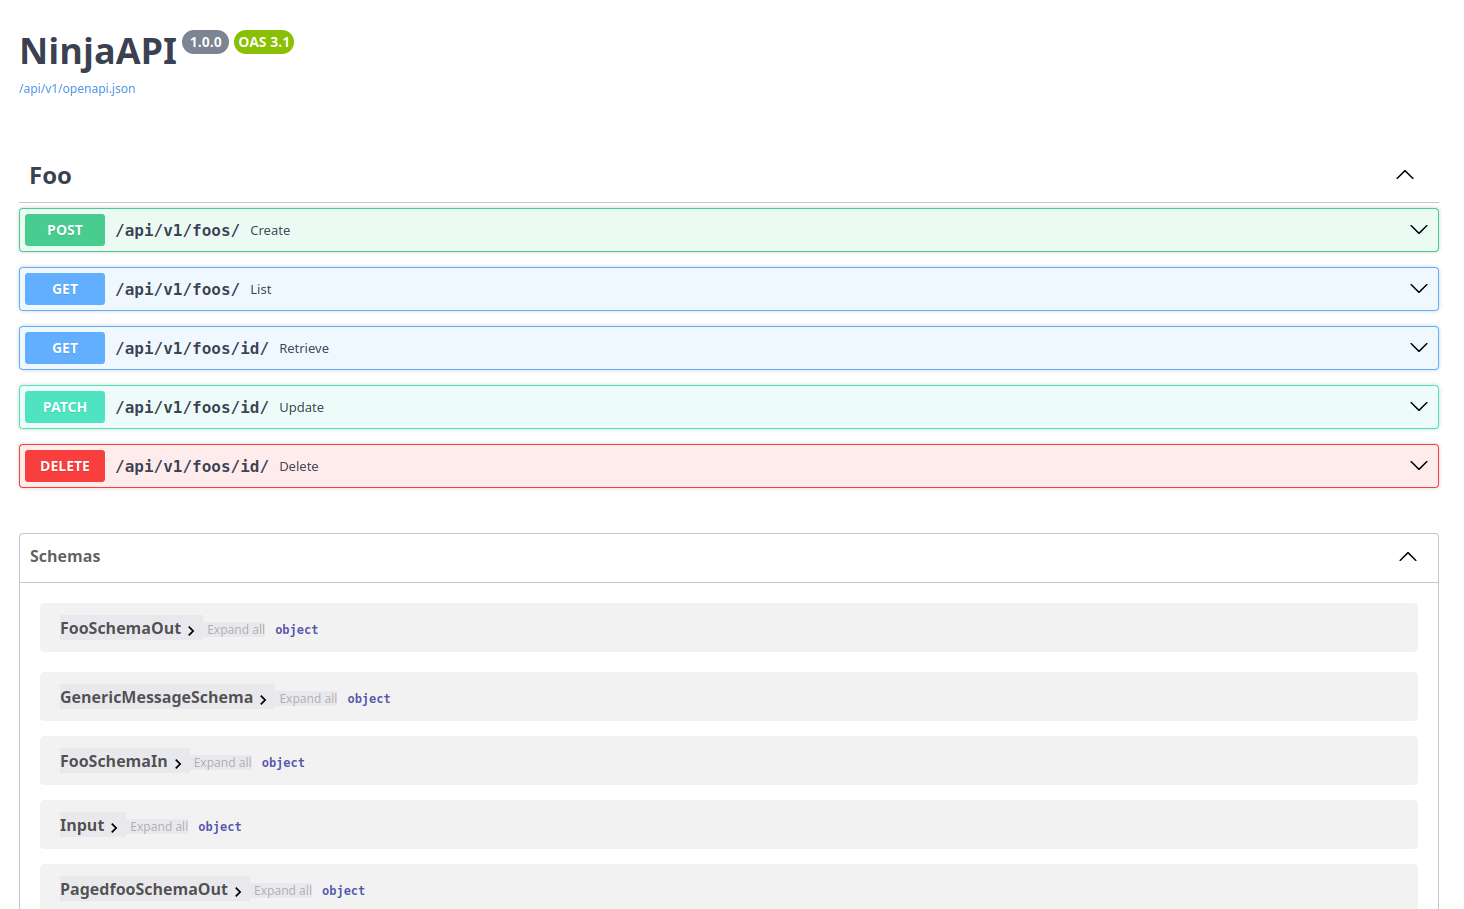 NinjaAPI 1.0.0 OAS 3.1
/api/v1/openapi.json
Foo
POST /api/v1/foos/ Create
GET /api/v1/foos/ List
GET /api/v1/foos/id/ Retrieve
PATCH /api/v1/foos/id/ Update
DELETE /api/v1/foos/id/ Delete
Schemas
FooSchemaOut Expand all object
GenericMessageSchema Expand all object
FooSchemaIn Expand all object
Input Expand all object
PagedfooSchemaOut Expand all object